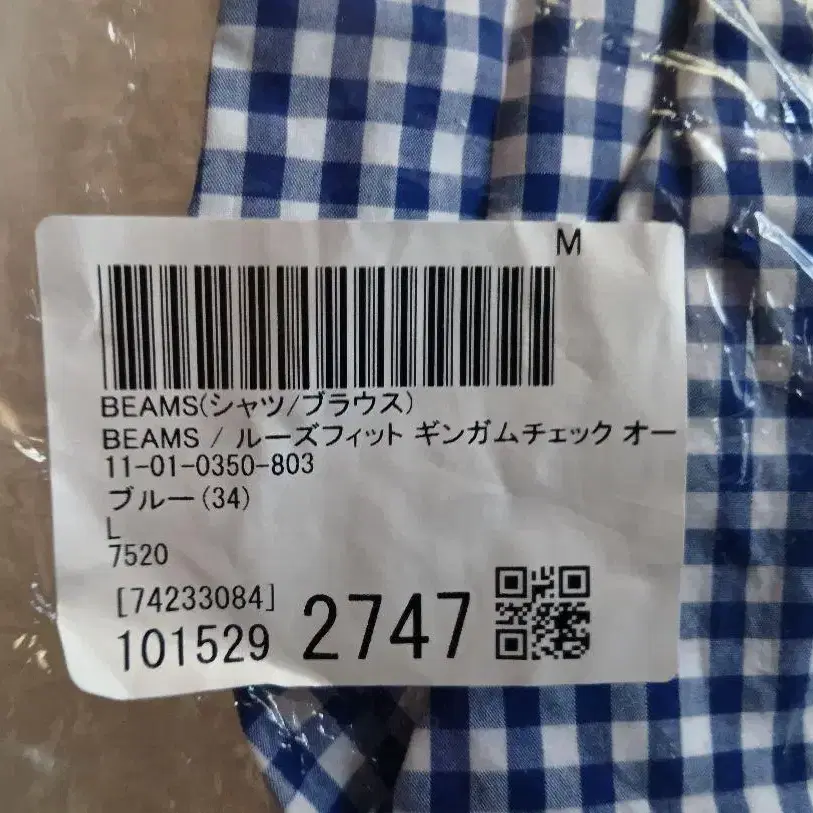 M
BEAMS(シャツ/ブラウス)
BEAMS / ルーズフィット ギンガムチェック オー
11-01-0350-803
ブルー(34)
L
7520
[74233084]
101529 2747